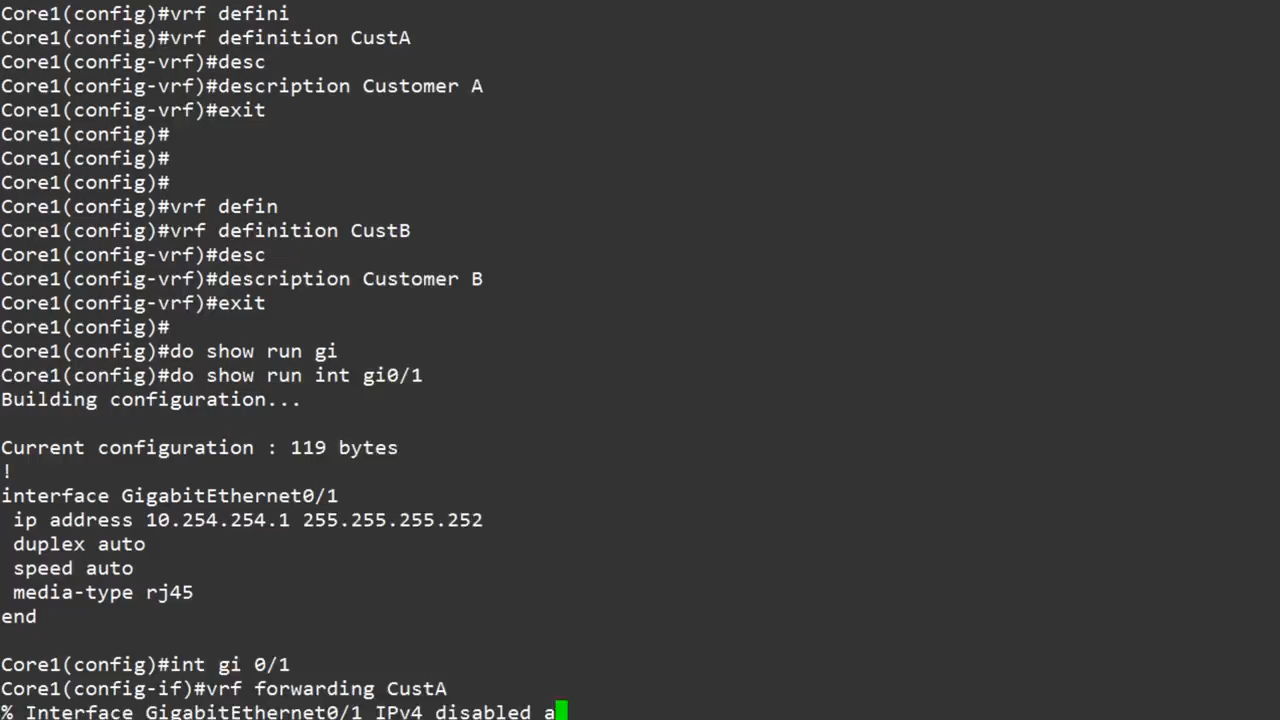 Core1(config)#vrf defini
Core1(config)#vrf definition CustA
Core1(config-vrf)#desc
Core1(config-vrf)#description Customer A
Core1(config-vrf)#exit
Core1(config)#
Core1(config)#
Core1(config)#
Core1(config)#vrf defin
Core1(config)#vrf definition CustB
Core1(config-vrf)#desc
Core1(config-vrf)#description Customer B
Core1(config-vrf)#exit
Core1(config)#
Core1(config)#do show run gi
Core1(config)#do show run int gi0/1
Building configuration...
Current configuration : 119 bytes
!
interface GigabitEthernet0/1
 ip address 10.254.254.1 255.255.255.252
 duplex auto
 speed auto
 media-type rj45
end
Core1(config)#int gi 0/1
Core1(config-if)#vrf forwarding CustA
% Interface GigabitEthernet0/1 IPv4 disabled a